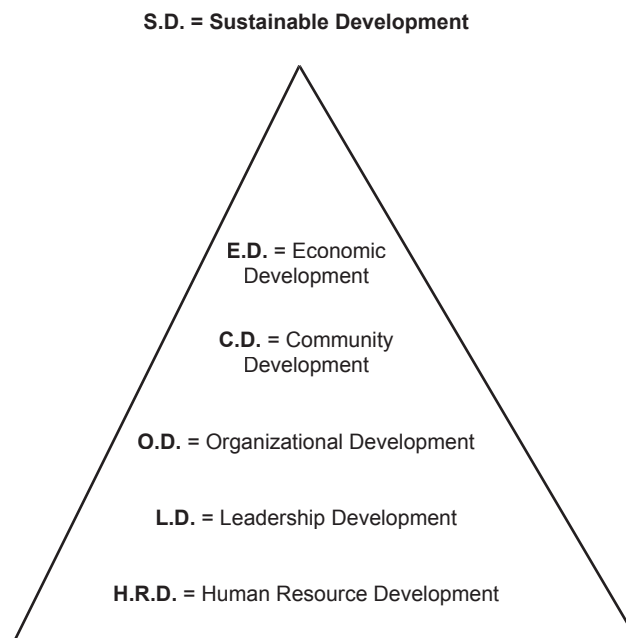 S.D. = Sustainable Development
E.D. = Economic
Development
C.D. = Community
Development
O.D. = Organizational Development
L.D. = Leadership Development
H.R.D. = Human Resource Development